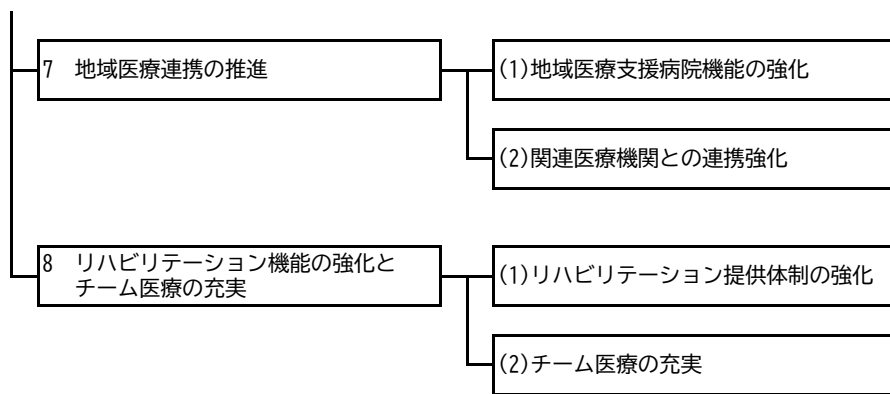 7 地域医療連携の推進
(1)地域医療支援病院機能の強化
(2)関連医療機関との連携強化
8 リハビリテーション機能の強化と
チーム医療の充実
(1)リハビリテーション提供体制の強化
(2)チーム医療の充実